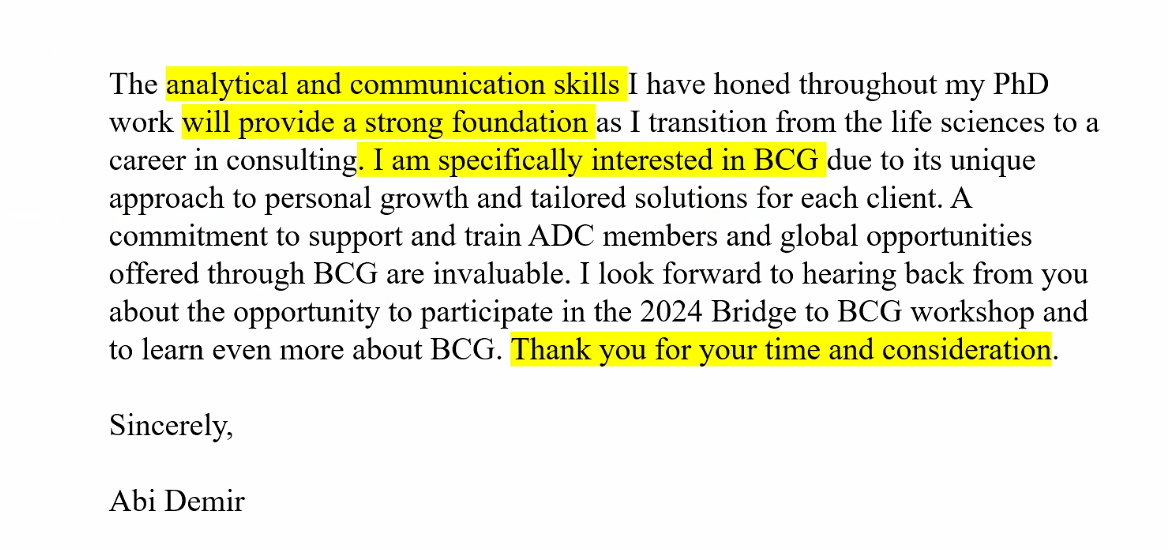 The analytical and communication skills I have honed throughout my PhD
work will provide a strong foundation as I transition from the life sciences to a
career in consulting. I am specifically interested in BCG due to its unique
approach to personal growth and tailored solutions for each client. A
commitment to support and train ADC members and global opportunities
offered through BCG are invaluable. I look forward to hearing back from you
about the opportunity to participate in the 2024 Bridge to BCG workshop and
to learn even more about BCG. Thank you for your time and consideration.
Sincerely,
Abi Demir